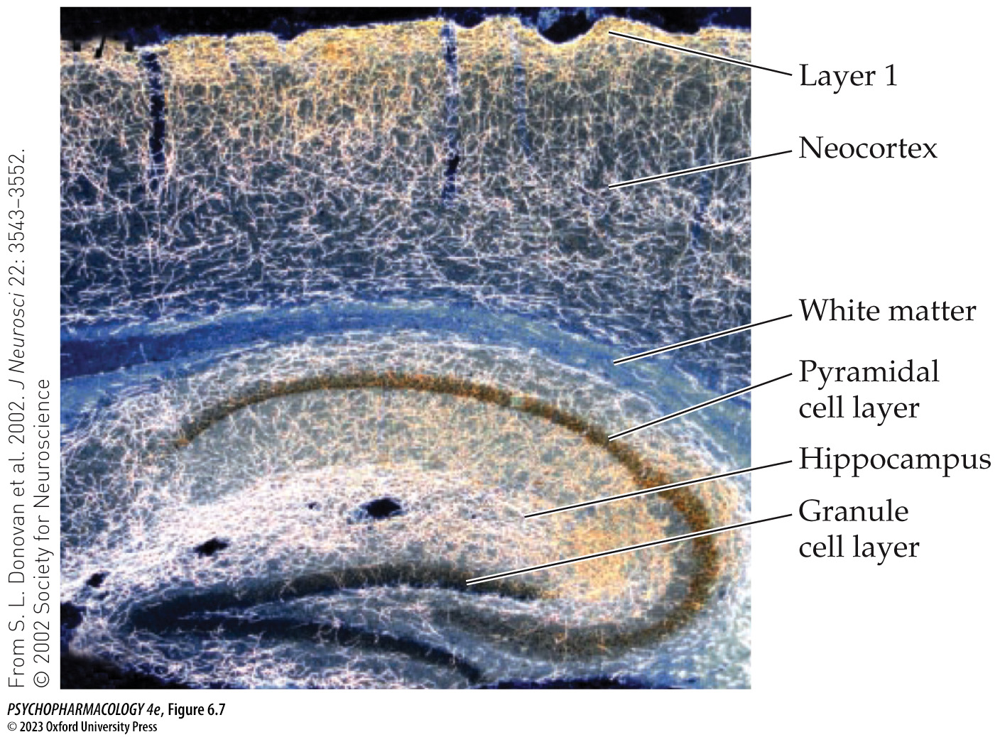 Layer 1
Neocortex
White matter
Pyramidal
cell layer
Hippocampus
Granule
cell layer
From S. L. Donovan et al. 2002. J Neurosci 22: 3543–3552.
© 2002 Society for Neuroscience
PSYCHOPHARMACOLOGY 4e, Figure 6.7
© 2023 Oxford University Press